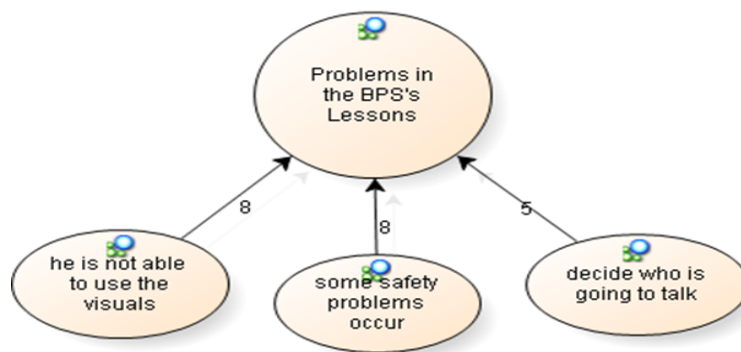 Problems in
the BPS's
Lessons
8
8
5
he is not able
to use the
visuals
some safety
problems
occur
decide who is
going to talk